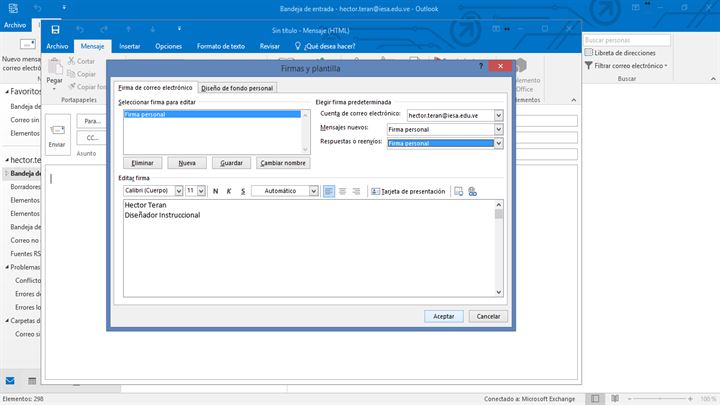 Bandeja de entrada - hector.teran@iesa.edu.ve - Outlook
Archivo
Sin título - Mensaje (HTML)
Archivo Mensaje Insertar Opciones Formato de texto Revisar ¿Qué desea hacer?
Nuevo mensaje
correo electrónico
Pegar
Cortar
Copiar
Copiar
Portapapeles
Buscar personas
Libreta de direcciones
Filtrar correo electrónico
Buscar
Office
Firmas y plantilla
Firma de correo electrónico Diseño de fondo personal
Seleccionar firma para editar
Firma personal
Eliminar Nueva Guardar Cambiar nombre
Elegir firma predeterminada
Cuenta de correo electrónico: hector.teran@iesa.edu.ve
Mensajes nuevos: Firma personal
Respuestas o reenvíos: Firma personal
Editar firma
Calibri (Cuerpo) 11 N K S Automático Tarjeta de presentación
Hector Teran
Diseñador Instruccional
Aceptar Cancelar
Enviar
Para...
CC...
Asunto
Favoritos
Bandeja de
Correo sin
Elementos
hector.ter
Bandeja de
Borradores
Elementos
Elementos
Bandeja de
Correo no
Fuentes RS
Problemas
Conflicto
Errores de
Errores lo
Carpetas d
Correo si
Elementos: 298
Conectado a: Microsoft Exchange
100 %